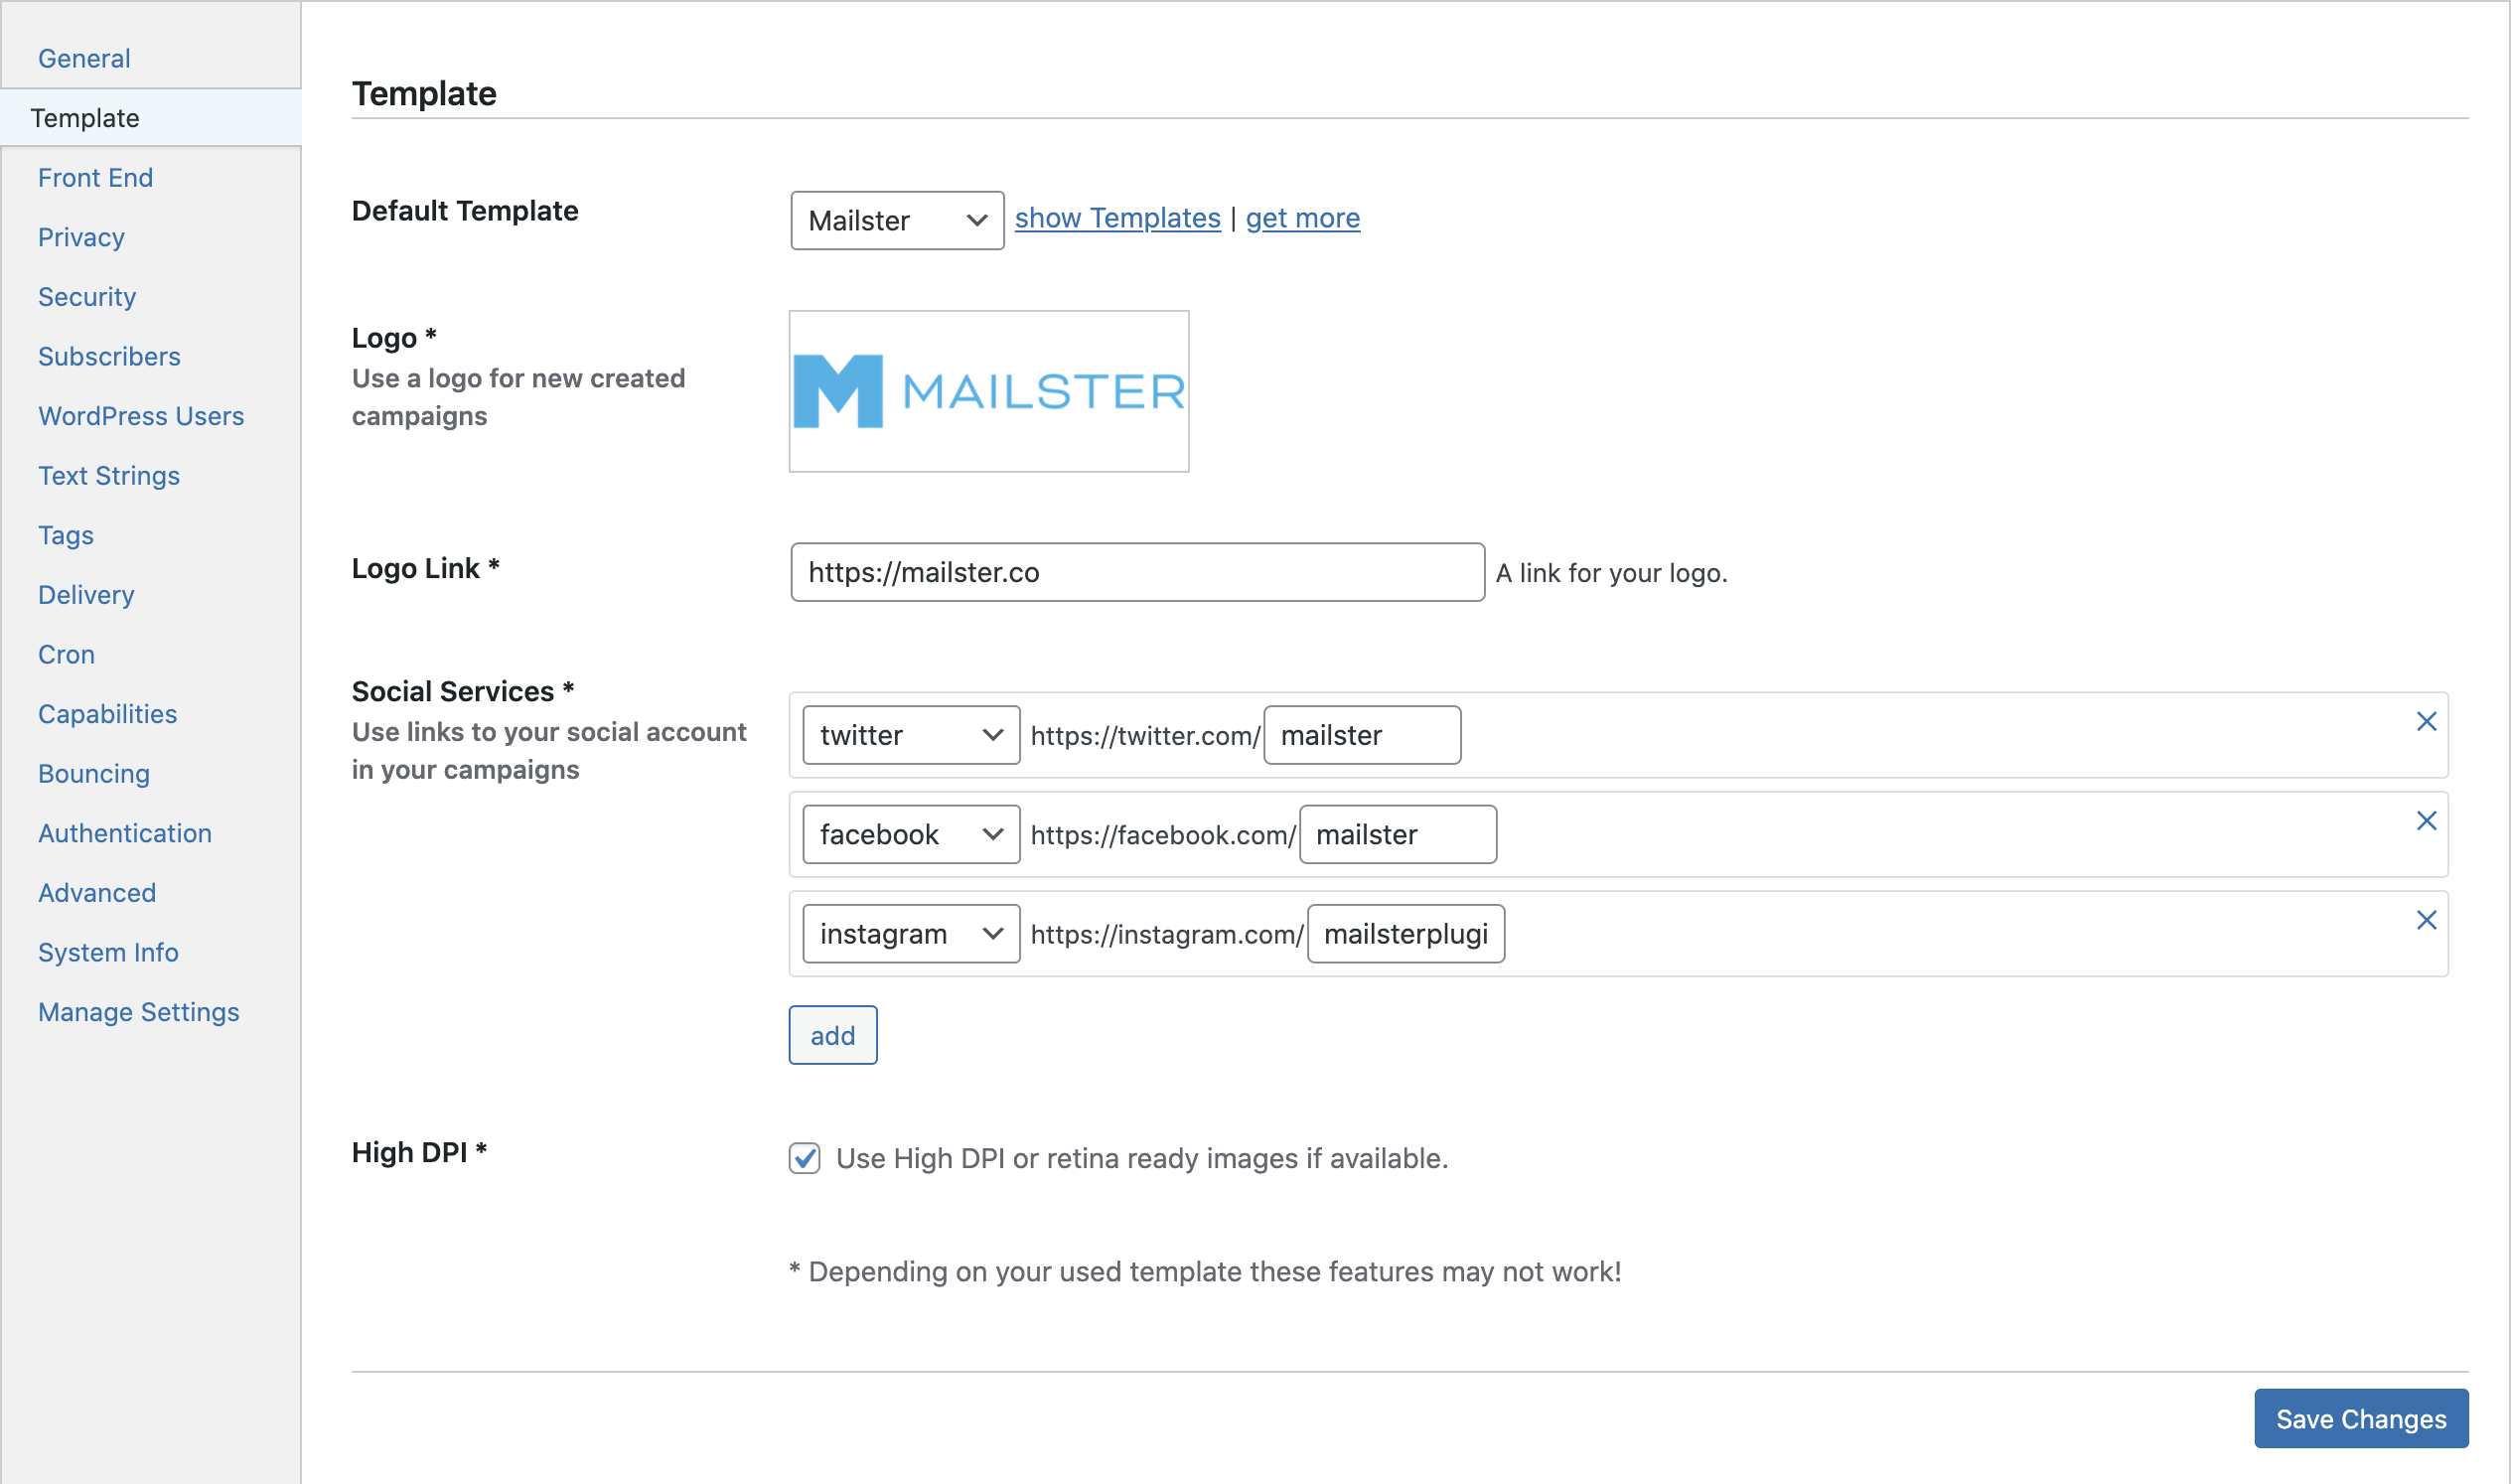 General
Template
Front End
Privacy
Security
Subscribers
WordPress Users
Text Strings
Tags
Delivery
Cron
Capabilities
Bouncing
Authentication
Advanced
System Info
Manage Settings
Template
Default Template
Mailster
show Templates | get more
Logo *
Use a logo for new created
campaigns
MAILSTER
Logo Link *
https://mailster.co
A link for your logo.
Social Services *
Use links to your social account
in your campaigns
twitter https://twitter.com/ mailster
facebook https://facebook.com/ mailster
instagram https://instagram.com/ mailsterplugi
add
High DPI *
Use High DPI or retina ready images if available.
* Depending on your used template these features may not work!
Save Changes